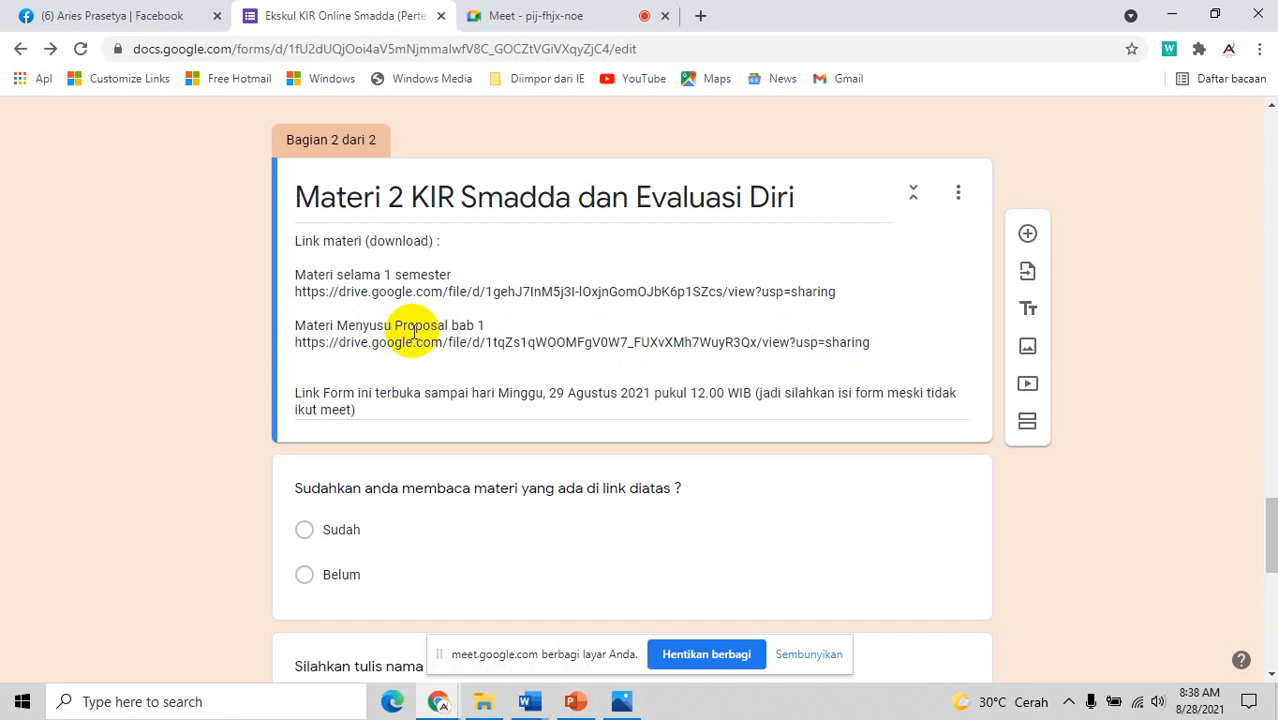 (6) Aries Prasetya | Facebook
Ekskul KIR Online Smadda (Perte
Meet - pij-fhjx-noe
docs.google.com/forms/d/1fU2dUQjOoi4aV5mNjmmaIwfV8C_GOCZtVGiVXqyZjC4/edit
Apl
Customize Links
Free Hotmail
Windows
Windows Media
Diimpor dari IE
YouTube
Maps
News
Gmail
Daftar bacaan
Bagian 2 dari 2
Materi 2 KIR Smadda dan Evaluasi Diri
Link materi (download) :
Materi selama 1 semester
https://drive.google.com/file/d/1gehJ7InM5j3I-lOxjnGomOJbK6p1SZcs/view?usp=sharing
Materi Menyusu Proposal bab 1
https://drive.google.com/file/d/1tqZs1qWOOMFgV0W7_FUXvXMh7WuyR3Qx/view?usp=sharing
Link Form ini terbuka sampai hari Minggu, 29 Agustus 2021 pukul 12.00 WIB (jadi silahkan isi form meski tidak
ikut meet)
Sudahkan anda membaca materi yang ada di link diatas ?
Sudah
Belum
Silahkan tulis nama
meet.google.com berbagi layar Anda.
Hentikan berbagi
Sembunyikan
Type here to search
30°C Cerah
8:38 AM
8/28/2021